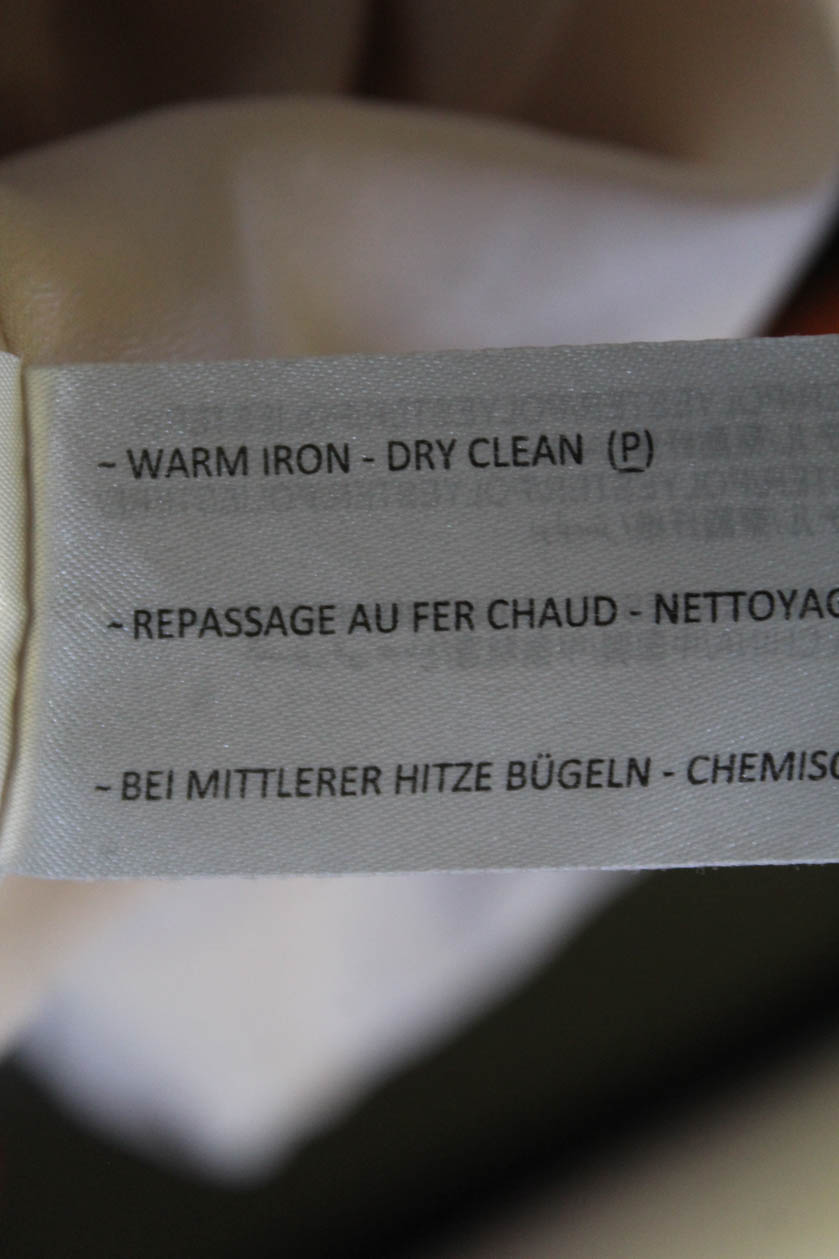 ~ WARM IRON - DRY CLEAN (P)
~ REPASSAGE AU FER CHAUD - NETTOYAG
~ BEI MITTLERER HITZE BÜGELN - CHEMISC